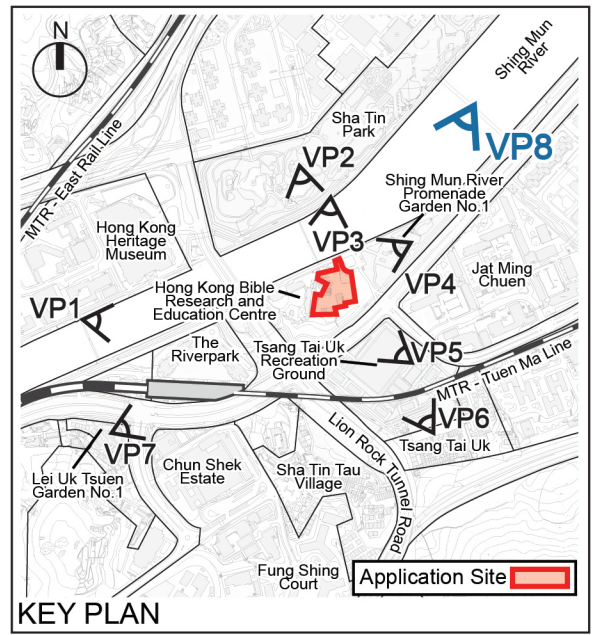 N
Shing Mun
River
Sha Tin
Park
VP8
MTR - East Rail Line
VP2
Shing Mun River
Promenade
Garden No.1
Hong Kong
Heritage
Museum
VP3
VP4
Jat Ming
Chuen
Hong Kong Bible
Research and
Education Centre
VP1
The
Riverpark
Tsang Tai Uk
Recreation
Ground
VP5
MTR - Tuen Ma Line
VP6
Tsang Tai Uk
VP7
Lion Rock Tunnel Road
Lei Uk Tsuen
Garden No.1
Chun Shek
Estate
Sha Tin Tau
Village
Fung Shing
Court
Application Site
KEY PLAN